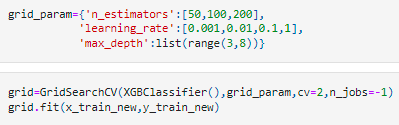 grid_param={'n_estimators':[50,100,200],
'learning_rate':[0.001,0.01,0.1,1],
'max_depth':list(range(3,8))}
grid=GridSearchCV(XGBClassifier(),grid_param,cv=2,n_jobs=-1)
grid.fit(x_train_new,y_train_new)